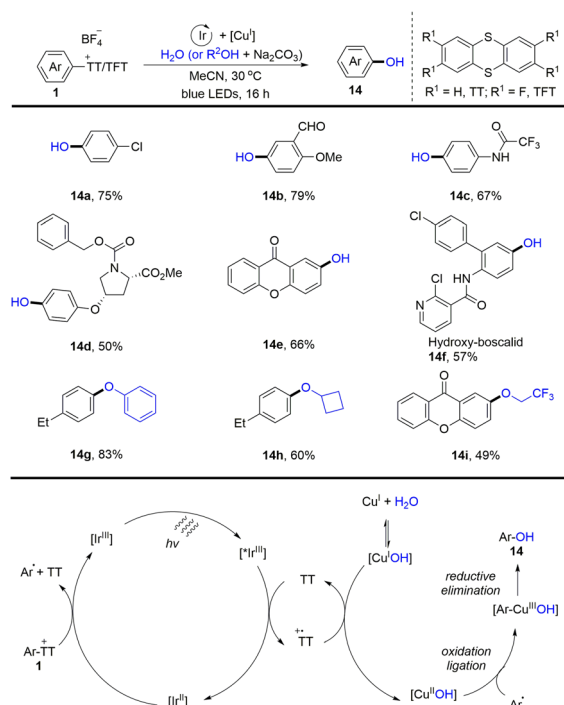 BF₄⁻
Ar
+
TT/TFT
1
Ir + [Cuᴵ]
H₂O (or R²OH + Na₂CO₃)
MeCN, 30 °C
blue LEDs, 16 h
Ar
OH
14
R¹ S R¹
R¹ S R¹
R¹ = H, TT; R¹ = F, TFT
HO Cl
14a, 75%
CHO
HO OMe
14b, 79%
O
CF₃
HO NH
14c, 67%
O
O N
CO₂Me
HO O
14d, 50%
O
OH
O
14e, 66%
Cl
OH
NH
Cl
O
N
Hydroxy-boscalid
14f, 57%
O
Et
14g, 83%
O
Et
14h, 60%
O
O CF₃
O
14i, 49%
[Irᴵᴵᴵ]
hv
[*Irᴵᴵᴵ]
Ar• + TT
+
Ar-TT
1
[Irᴵᴵ]
TT
+•
TT
Cuᴵ + H₂O
[CuᴵOH]
[CuᴵᴵOH]
Ar•
oxidation
ligation
[Ar-CuᴵᴵᴵOH]
reductive
elimination
Ar-OH
14